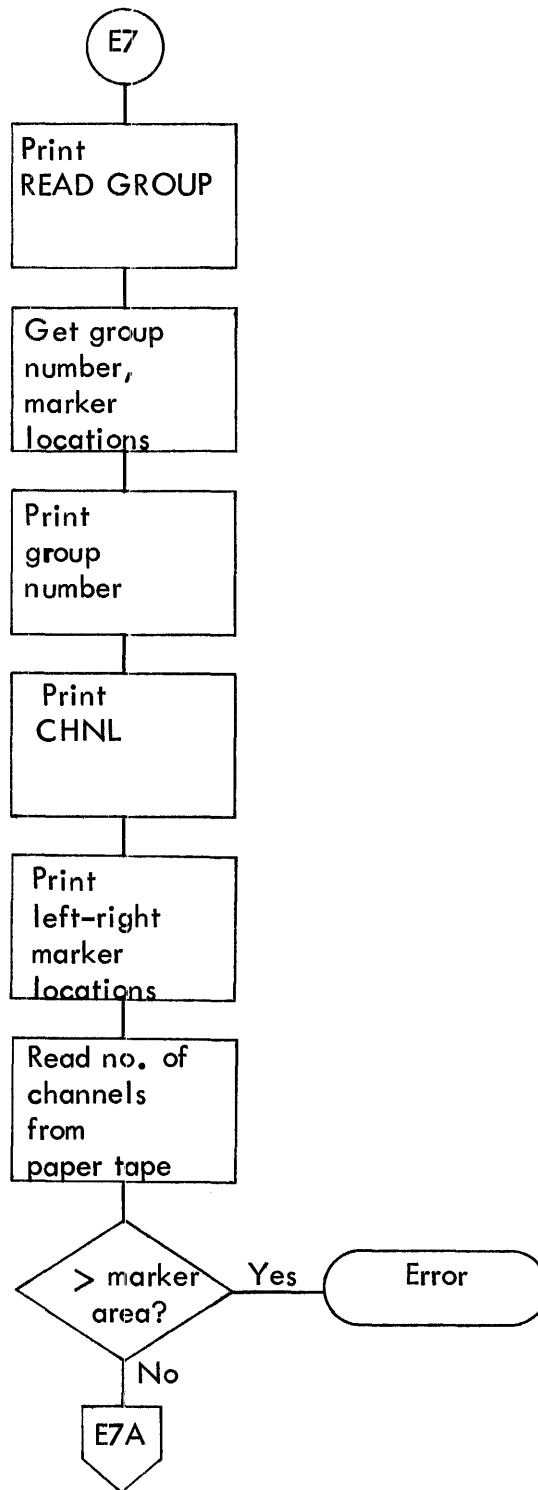 E7
Print
READ GROUP
Get group
number,
marker
locations
Print
group
number
Print
CHNL
Print
left-right
marker
locations
Read no. of
channels
from
paper tape
> marker
area?
Yes
Error
No
E7A